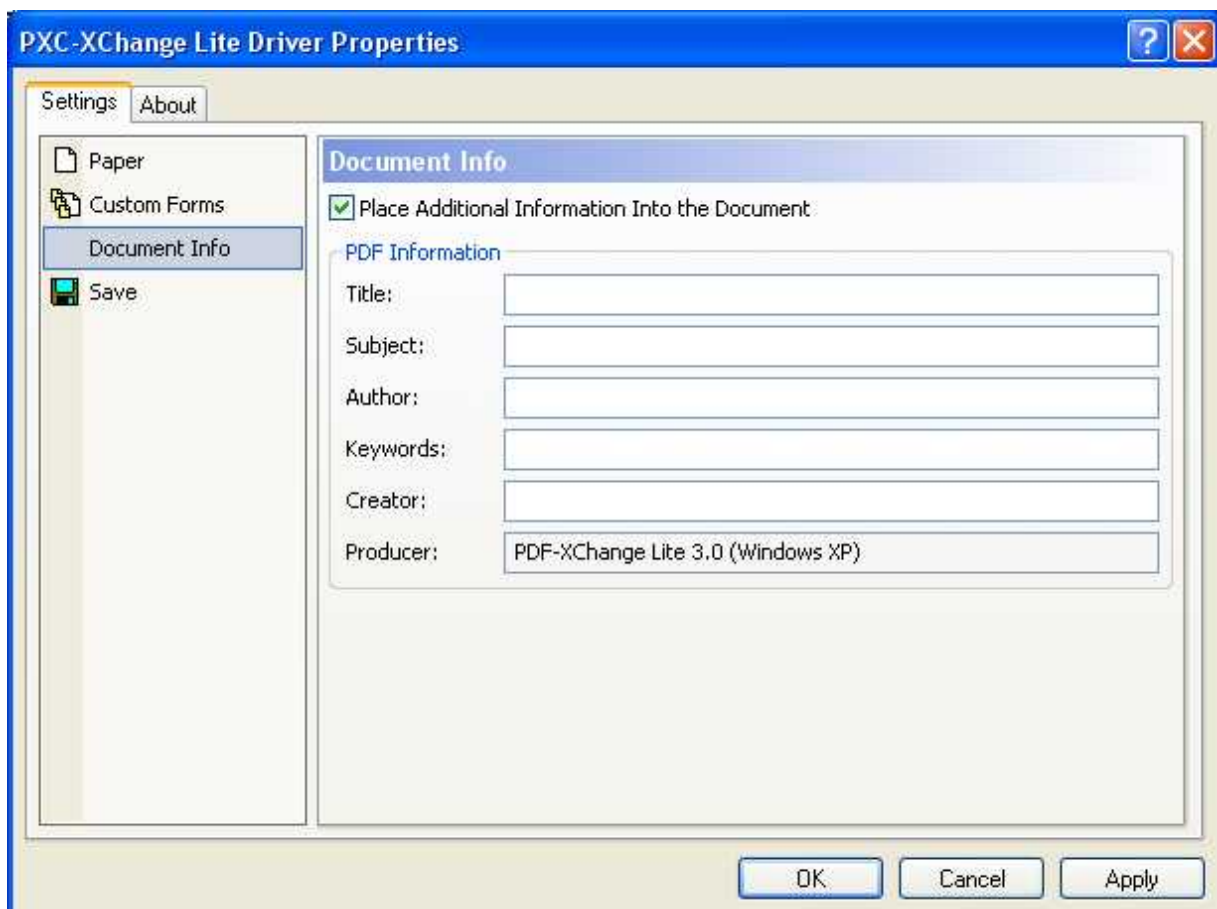 PXC-XChange Lite Driver Properties
Settings
About
Paper
Custom Forms
Document Info
Save
Document Info
Place Additional Information Into the Document
PDF Information
Title:
Subject:
Author:
Keywords:
Creator:
Producer: PDF-XChange Lite 3.0 (Windows XP)
OK Cancel Apply